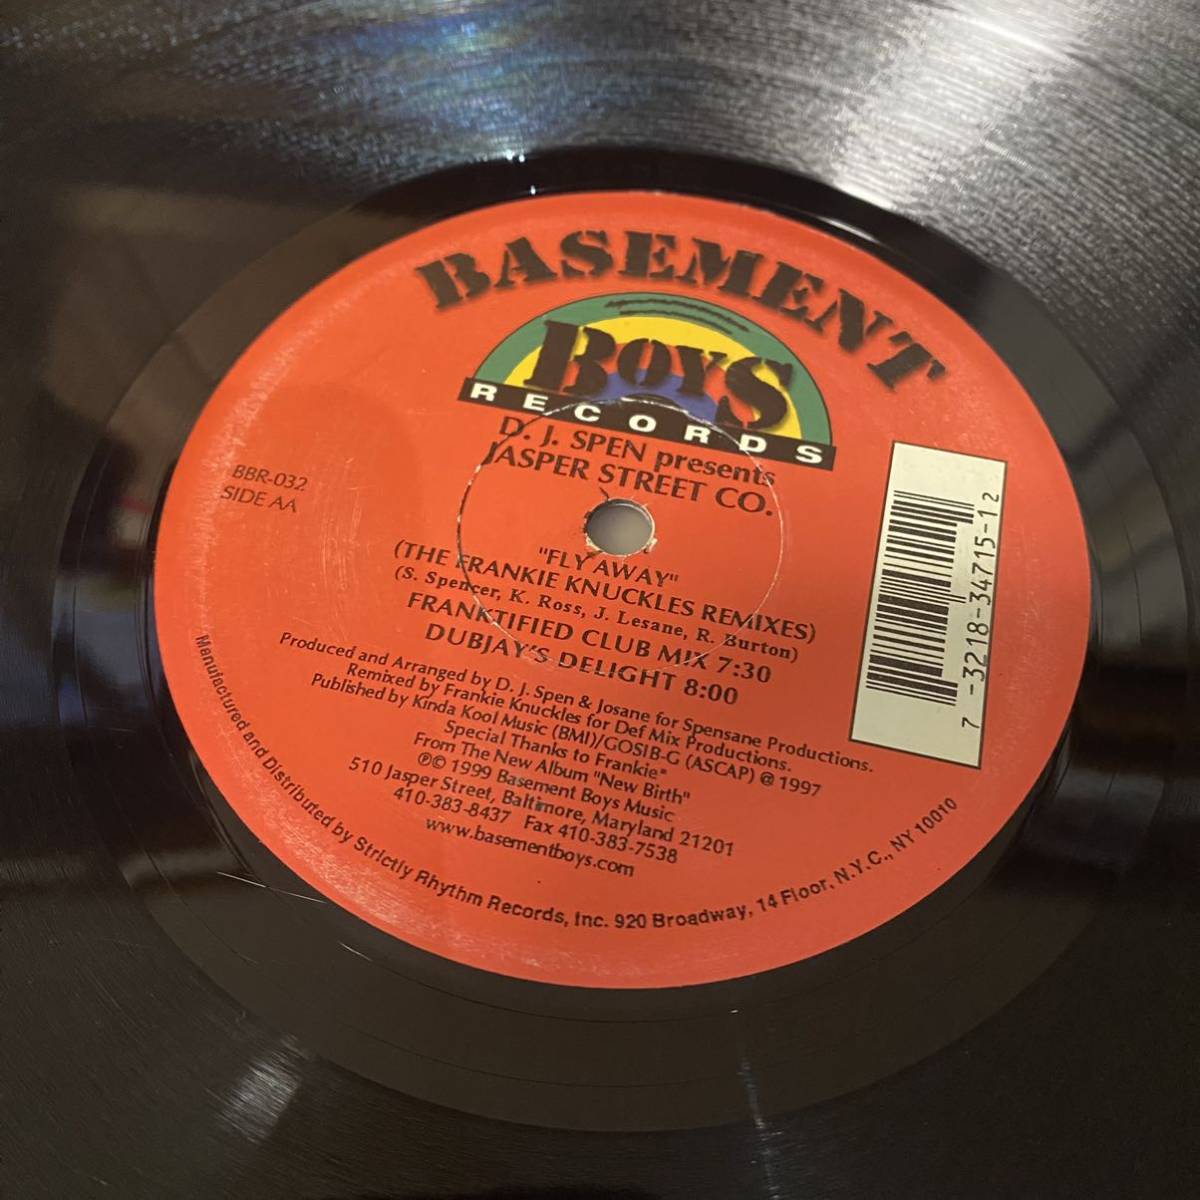 BASEMENT
BOYS
RECORDS
D. J. SPEN presents
JASPER STREET CO.
BBR-032
SIDE AA
"FLY AWAY"
(THE FRANKIE KNUCKLES REMIXES)
(S. Spencer, K. Ross, J. Lesane, R. Burton)
FRANKTIFIED CLUB MIX 7:30
DUBJAY'S DELIGHT 8:00
Produced and Arranged by D. J. Spen & Josane for Spensane Productions.
Remixed by Frankie Knuckles for Def Mix Productions.
Published by Kinda Kool Music (BMI)/GOSIB-G (ASCAP) @ 1997
Special Thanks to Frankie*
From The New Album "New Birth"
℗© 1999 Basement Boys Music
510 Jasper Street, Baltimore, Maryland 21201
410-383-8437 Fax 410-383-7538
www.basementboys.com
Manufactured and Distributed by Strictly Rhythm Records, Inc. 920 Broadway, 14 Floor, N.Y.C., NY 10010
7 -3218-34715-1 2